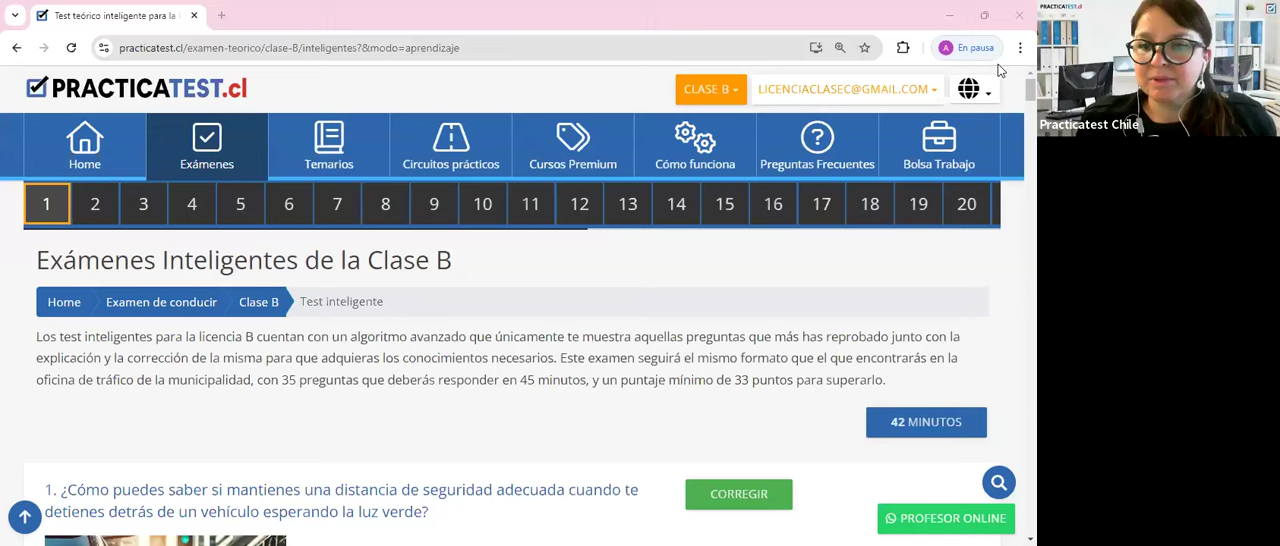 Test teórico inteligente para la
practicatest.cl/examen-teorico/clase-B/inteligentes?&modo=aprendizaje
A
En pausa
PRACTICATEST.cl
CLASE B
LICENCIACLASEC@GMAIL.COM
Home
Exámenes
Temarios
Circuitos prácticos
Cursos Premium
Cómo funciona
Preguntas Frecuentes
Bolsa Trabajo
1 2 3 4 5 6 7 8 9 10 11 12 13 14 15 16 17 18 19 20
Exámenes Inteligentes de la Clase B
Home Examen de conducir Clase B Test inteligente
Los test inteligentes para la licencia B cuentan con un algoritmo avanzado que únicamente te muestra aquellas preguntas que más has reprobado junto con la
explicación y la corrección de la misma para que adquieras los conocimientos necesarios. Este examen seguirá el mismo formato que el que encontrarás en la
oficina de tráfico de la municipalidad, con 35 preguntas que deberás responder en 45 minutos, y un puntaje mínimo de 33 puntos para superarlo.
42 MINUTOS
1. ¿Cómo puedes saber si mantienes una distancia de seguridad adecuada cuando te
detienes detrás de un vehículo esperando la luz verde?
CORREGIR
PROFESOR ONLINE
PRACTICATEST.cl
Practicatest Chile